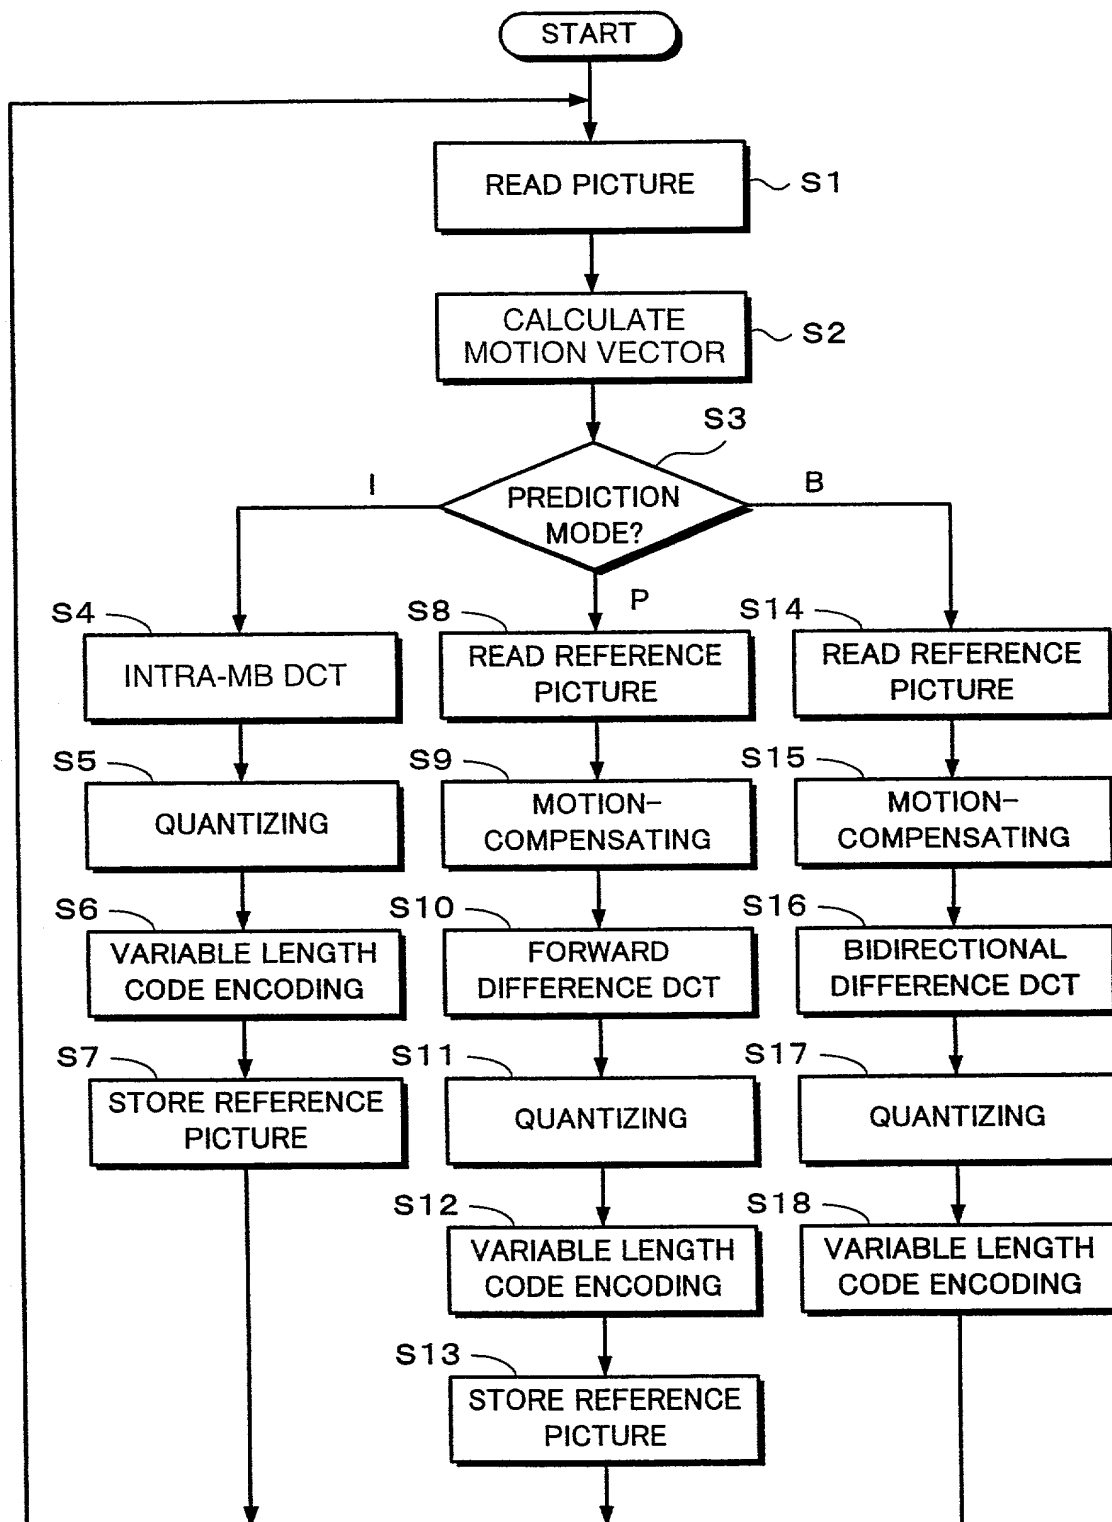 START
READ PICTURE
S1
CALCULATE
MOTION VECTOR
S2
S3
PREDICTION
MODE?
I
B
P
S4
INTRA-MB DCT
S5
QUANTIZING
S6
VARIABLE LENGTH
CODE ENCODING
S7
STORE REFERENCE
PICTURE
S8
READ REFERENCE
PICTURE
S9
MOTION-
COMPENSATING
S10
FORWARD
DIFFERENCE DCT
S11
QUANTIZING
S12
VARIABLE LENGTH
CODE ENCODING
S13
STORE REFERENCE
PICTURE
S14
READ REFERENCE
PICTURE
S15
MOTION-
COMPENSATING
S16
BIDIRECTIONAL
DIFFERENCE DCT
S17
QUANTIZING
S18
VARIABLE LENGTH
CODE ENCODING